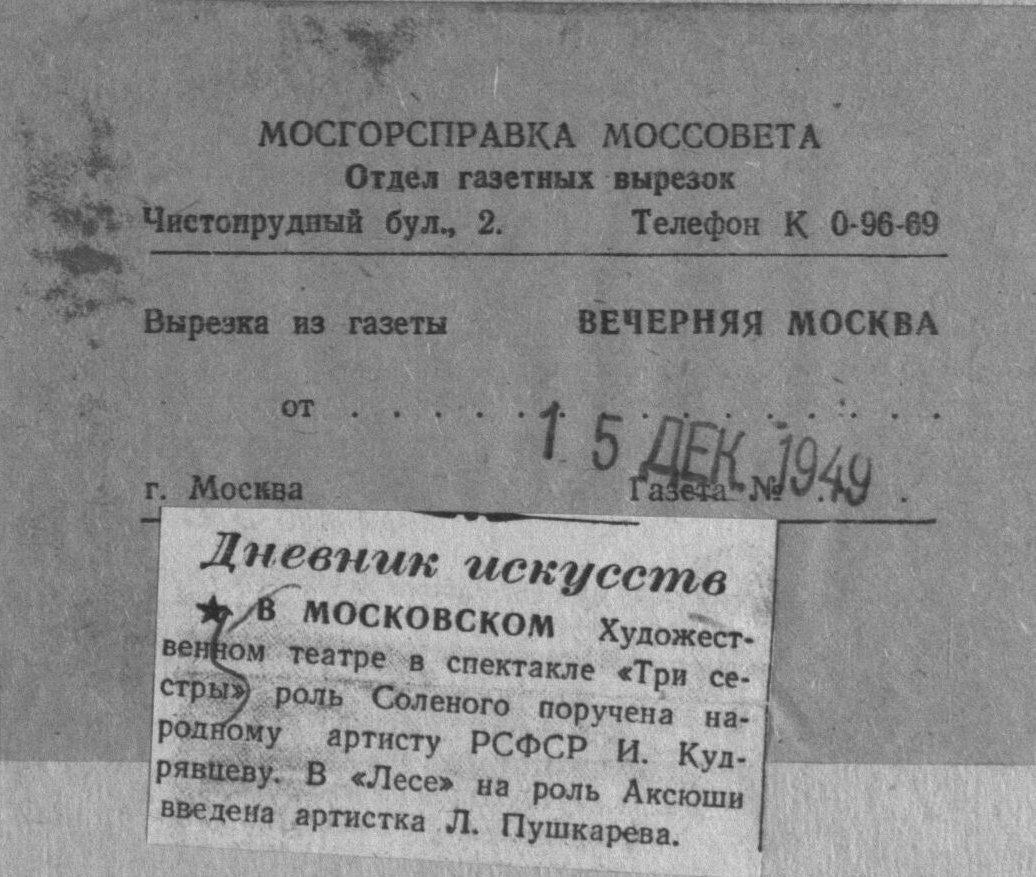 МОСГОРСПРАВКА МОССОВЕТА
Отдел газетных вырезок
Чистопрудный бул., 2. Телефон К 0-96-69
Вырезка из газеты ВЕЧЕРНЯЯ МОСКВА
от . . . . . . . . . . . . . . .
15 ДЕК 1949
г. Москва Газета № . . .
Дневник искусств
★ В МОСКОВСКОМ Художест-
венном театре в спектакле «Три се-
стры» роль Соленого поручена на-
родному артисту РСФСР И. Куд-
рявцеву. В «Лесе» на роль Аксюши
введена артистка Л. Пушкарева.